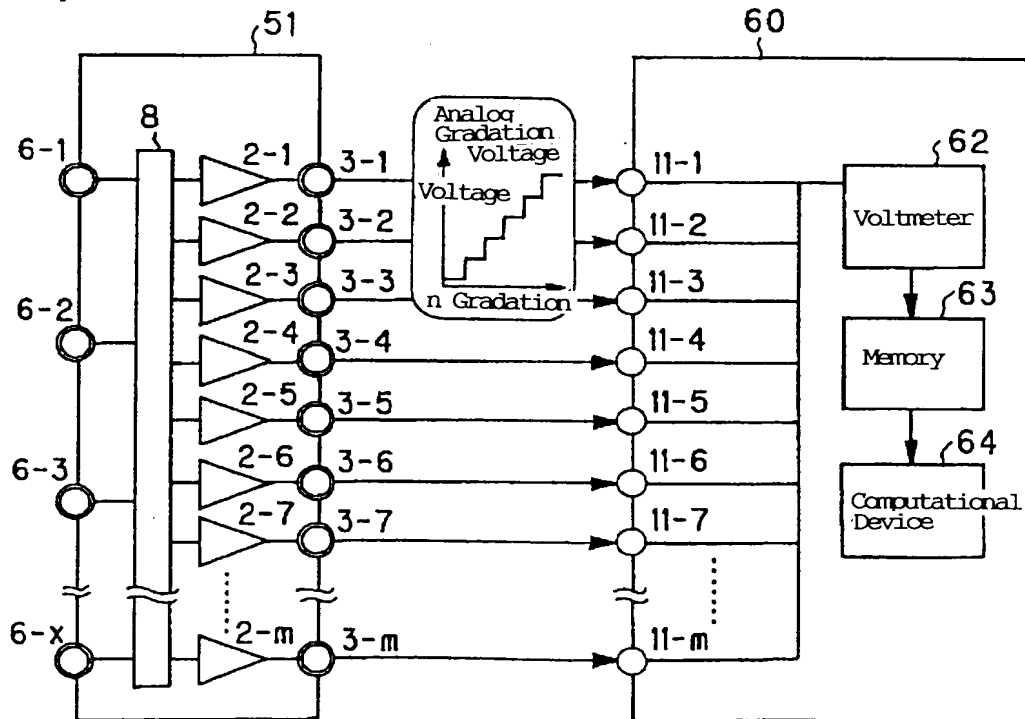 51
60
8
6-1
2-1
3-1
Analog
Gradation
Voltage
Voltage
n Gradation
11-1
62
Voltmeter
2-2
3-2
11-2
2-3
3-3
11-3
63
6-2
2-4
3-4
11-4
Memory
2-5
3-5
11-5
64
6-3
2-6
3-6
11-6
Computational
Device
2-7
3-7
11-7
6-x
2-m
3-m
11-m